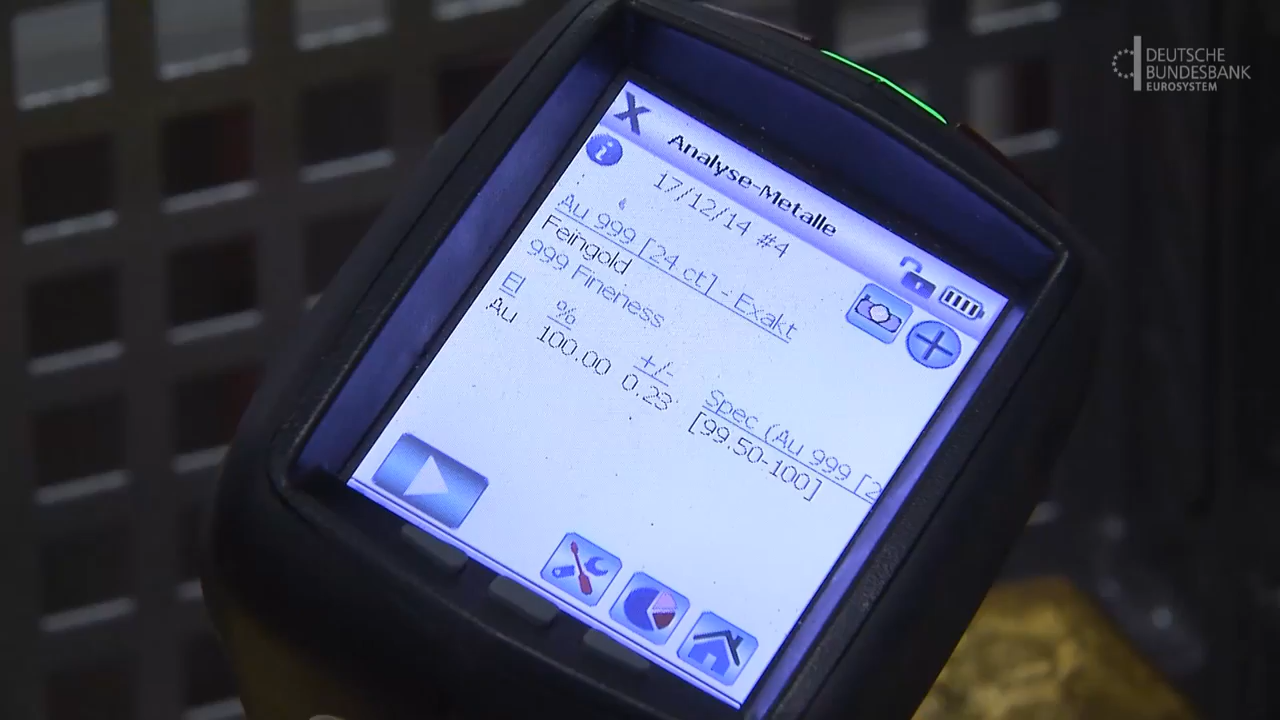 DEUTSCHE
BUNDESBANK
EUROSYSTEM
X
Analyse-Metalle
i
17/12/14 #4
Au 999 [24 ct] - Exakt
Feingold
999 Fineness
El % +/- Spec (Au 999 [2
Au 100.00 0.23 [99.50-100]